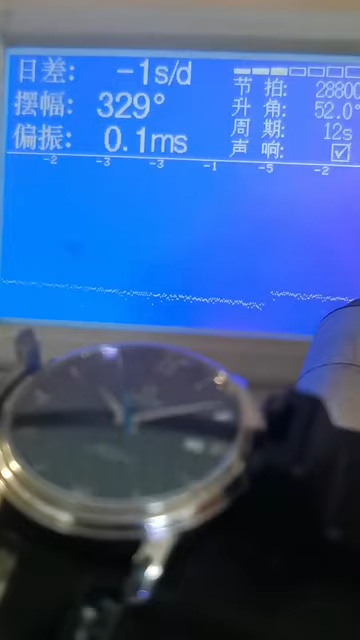 日差: -1s/d
摆幅: 329°
偏振: 0.1ms
节 拍: 28800
升 角: 52.0°
周 期: 12s
声 响: ☑
-2 -3 -3 -1 -5 -2